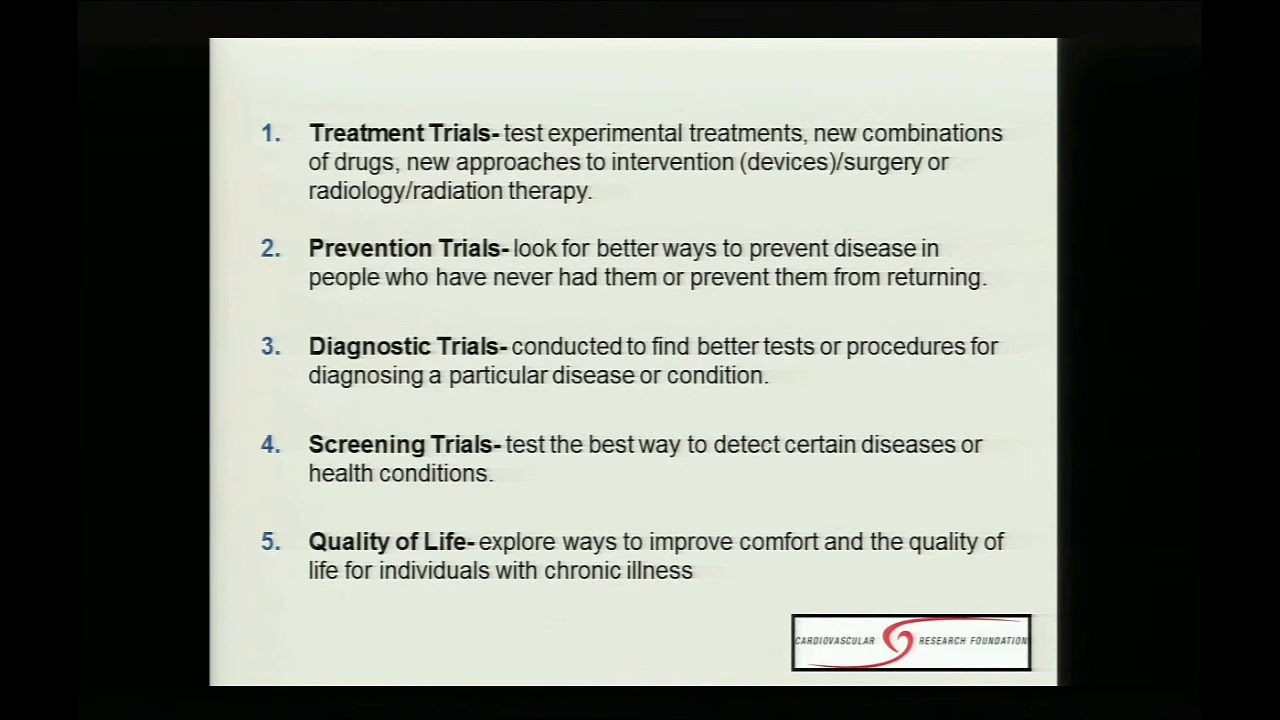 1. Treatment Trials- test experimental treatments, new combinations
of drugs, new approaches to intervention (devices)/surgery or
radiology/radiation therapy.
2. Prevention Trials- look for better ways to prevent disease in
people who have never had them or prevent them from returning.
3. Diagnostic Trials- conducted to find better tests or procedures for
diagnosing a particular disease or condition.
4. Screening Trials- test the best way to detect certain diseases or
health conditions.
5. Quality of Life- explore ways to improve comfort and the quality of
life for individuals with chronic illness
CARDIOVASCULAR RESEARCH FOUNDATION